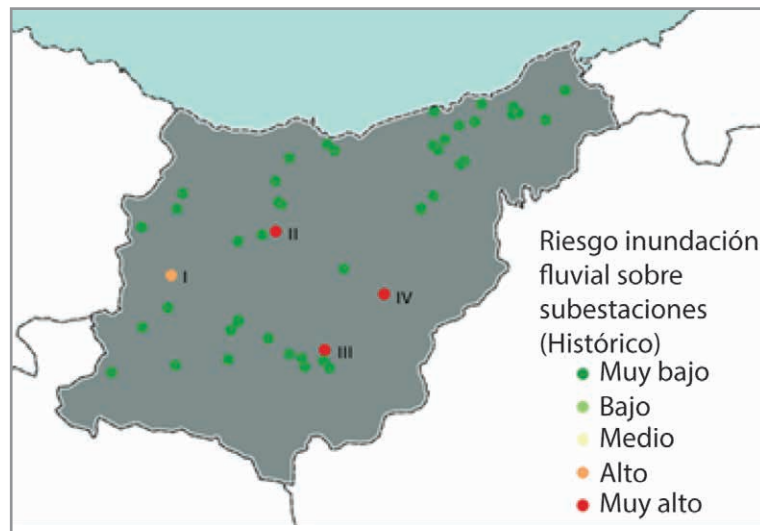 I
II
III
IV
Riesgo inundación
fluvial sobre
subestaciones
(Histórico)
Muy bajo
Bajo
Medio
Alto
Muy alto